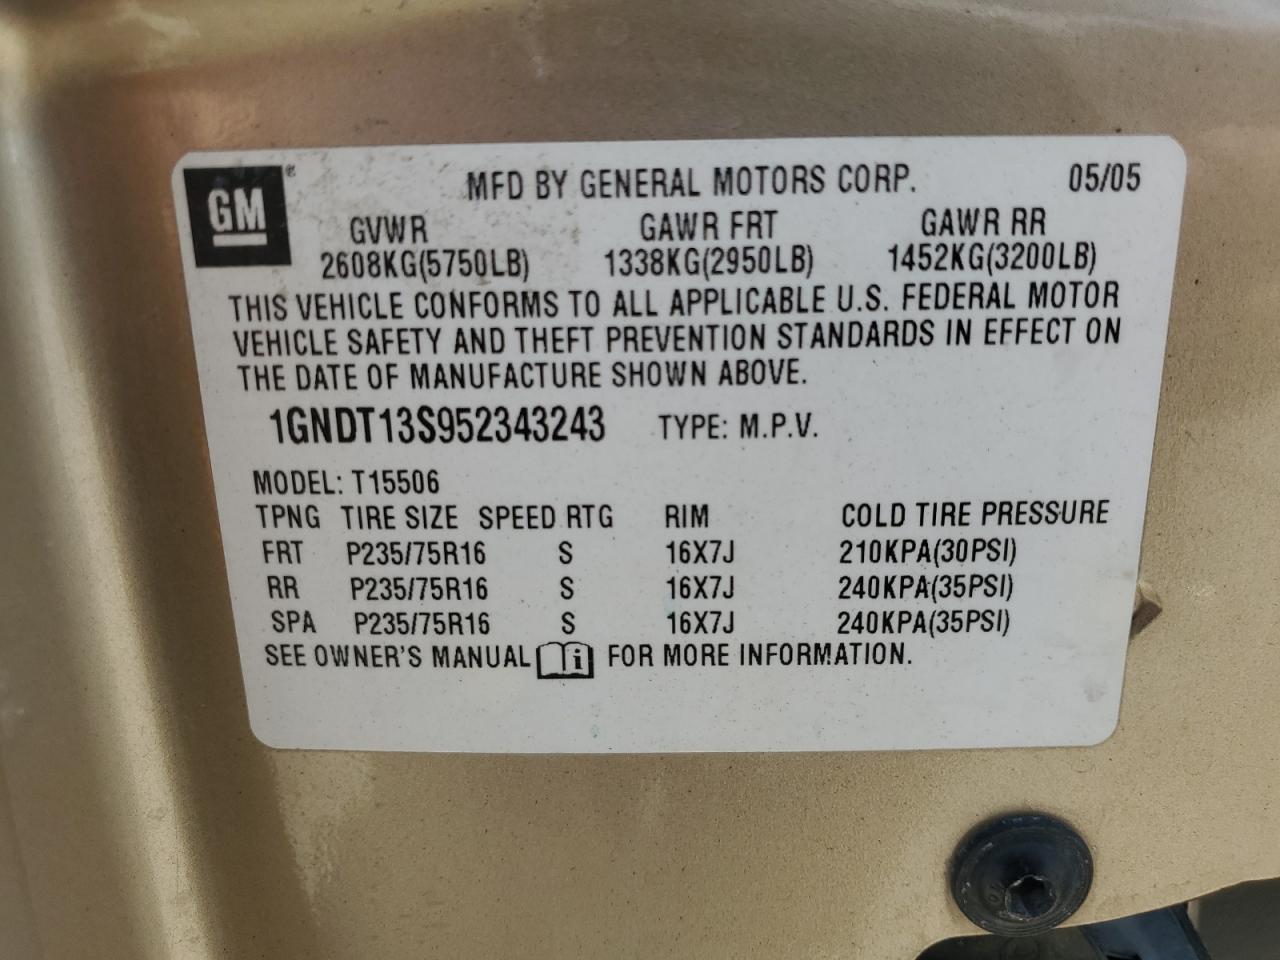 GM® MFD BY GENERAL MOTORS CORP. 05/05
GVWR GAWR FRT GAWR RR
2608KG(5750LB) 1338KG(2950LB) 1452KG(3200LB)
THIS VEHICLE CONFORMS TO ALL APPLICABLE U.S. FEDERAL MOTOR
VEHICLE SAFETY AND THEFT PREVENTION STANDARDS IN EFFECT ON
THE DATE OF MANUFACTURE SHOWN ABOVE.
1GNDT13S952343243 TYPE: M.P.V.
MODEL: T15506
TPNG TIRE SIZE SPEED RTG RIM COLD TIRE PRESSURE
FRT P235/75R16 S 16X7J 210KPA(30PSI)
RR P235/75R16 S 16X7J 240KPA(35PSI)
SPA P235/75R16 S 16X7J 240KPA(35PSI)
SEE OWNER'S MANUAL i FOR MORE INFORMATION.